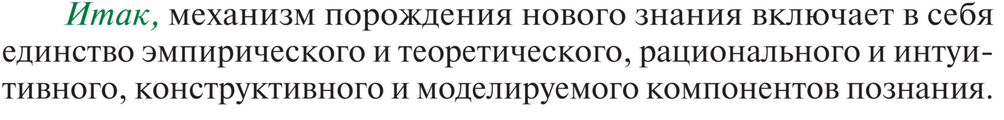 Итак, механизм порождения нового знания включает в себя
единство эмпирического и теоретического, рационального и интуи-
тивного, конструктивного и моделируемого компонентов познания.